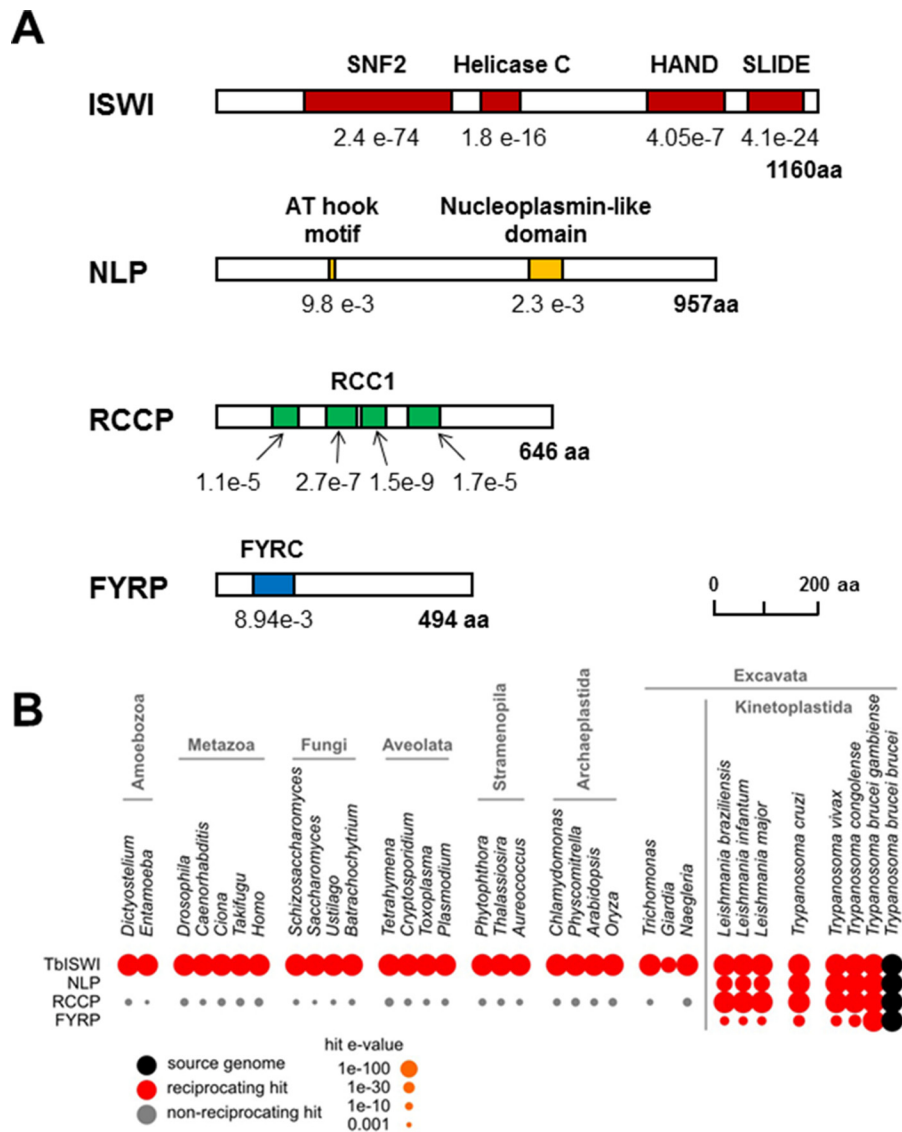 A
SNF2 Helicase C HAND SLIDE
ISWI
2.4 e-74 1.8 e-16 4.05e-7 4.1e-24
1160aa
AT hook motif
Nucleoplasmin-like domain
NLP
9.8 e-3 2.3 e-3 957aa
RCC1
RCCP
646 aa
1.1e-5 2.7e-7 1.5e-9 1.7e-5
FYRC
FYRP
8.94e-3 494 aa
0 200 aa
B
Amoebozoa
Metazoa
Fungi
Aveolata
Stramenopila
Archaeplastida
Excavata
Kinetoplastida
Dictyostelium
Entamoeba
Drosophila
Caenorhabditis
Ciona
Takifugu
Homo
Schizosaccharomyces
Saccharomyces
Ustilago
Batrachochytrium
Tetrahymena
Cryptosporidium
Toxoplasma
Plasmodium
Phytophthora
Thalassiosira
Aureococcus
Chlamydomonas
Physcomitrella
Arabidopsis
Oryza
Trichomonas
Giardia
Naegleria
Leishmania braziliensis
Leishmania infantum
Leishmania major
Trypanosoma cruzi
Trypanosoma vivax
Trypanosoma congolense
Trypanosoma brucei gambiense
Trypanosoma brucei brucei
TbISWI
NLP
RCCP
FYRP
source genome
reciprocating hit
non-reciprocating hit
hit e-value
1e-100
1e-30
1e-10
0.001